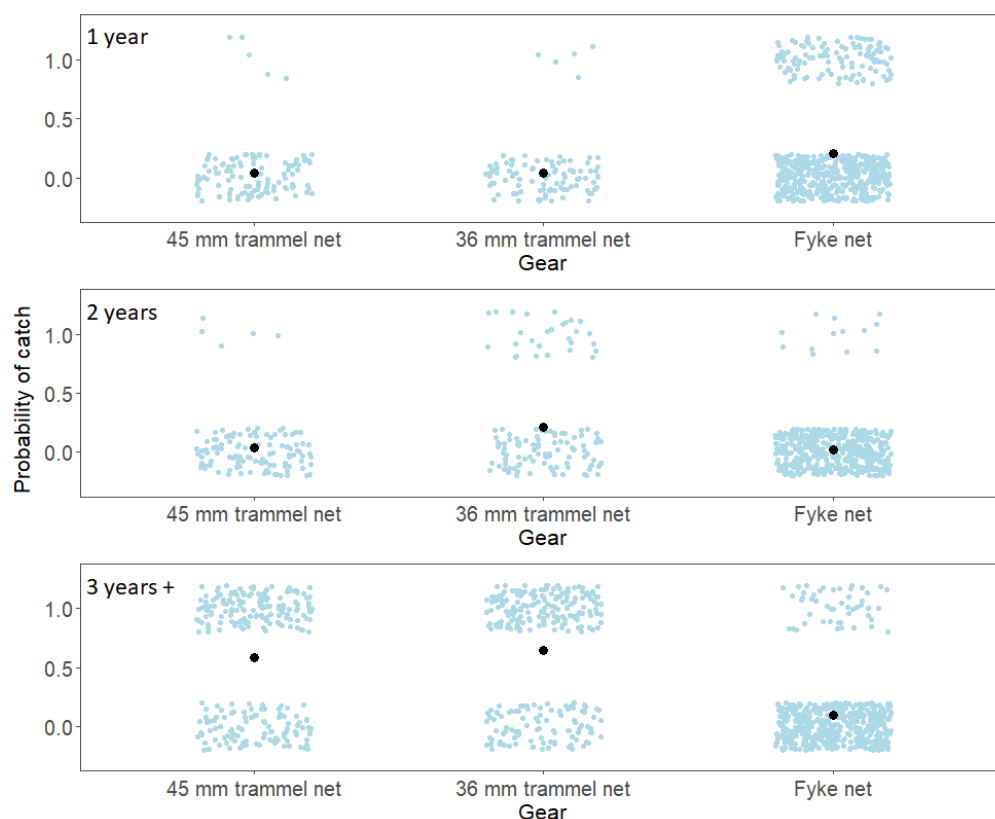 1 year
1.0
0.5
0.0
45 mm trammel net 36 mm trammel net Fyke net
Gear
Probability of catch
2 years
1.0
0.5
0.0
45 mm trammel net 36 mm trammel net Fyke net
Gear
3 years +
1.0
0.5
0.0
45 mm trammel net 36 mm trammel net Fyke net
Gear